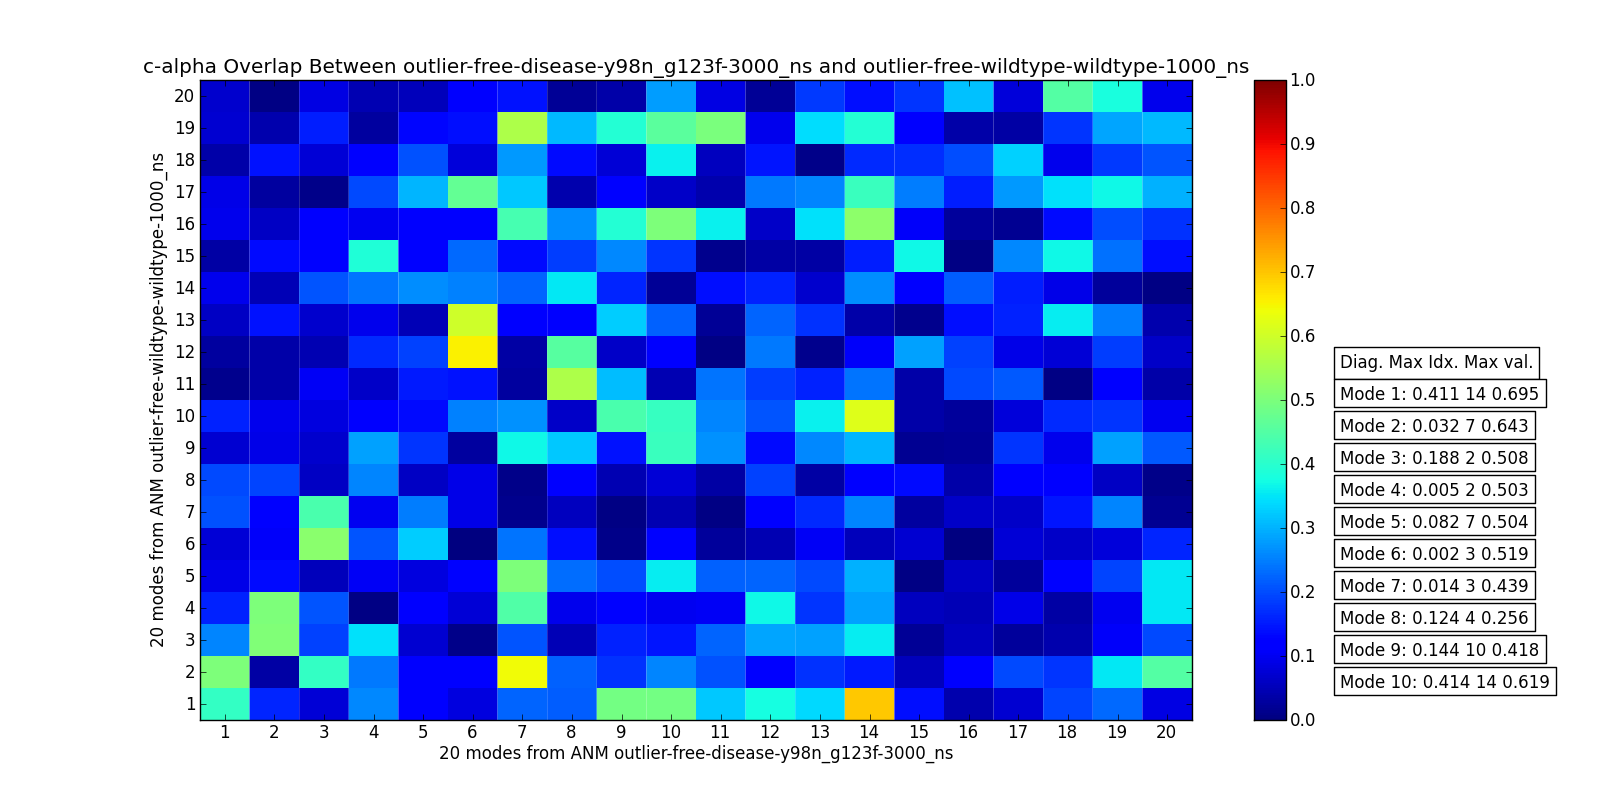 c-alpha Overlap Between outlier-free-disease-y98n_g123f-3000_ns and outlier-free-wildtype-wildtype-1000_ns
20 modes from ANM outlier-free-wildtype-wildtype-1000_ns
20
19
18
17
16
15
14
13
12
11
10
9
8
7
6
5
4
3
2
1
1 2 3 4 5 6 7 8 9 10 11 12 13 14 15 16 17 18 19 20
20 modes from ANM outlier-free-disease-y98n_g123f-3000_ns
1.0
0.9
0.8
0.7
0.6
0.5
0.4
0.3
0.2
0.1
0.0
Diag. Max Idx. Max val.
Mode 1: 0.411 14 0.695
Mode 2: 0.032 7 0.643
Mode 3: 0.188 2 0.508
Mode 4: 0.005 2 0.503
Mode 5: 0.082 7 0.504
Mode 6: 0.002 3 0.519
Mode 7: 0.014 3 0.439
Mode 8: 0.124 4 0.256
Mode 9: 0.144 10 0.418
Mode 10: 0.414 14 0.619